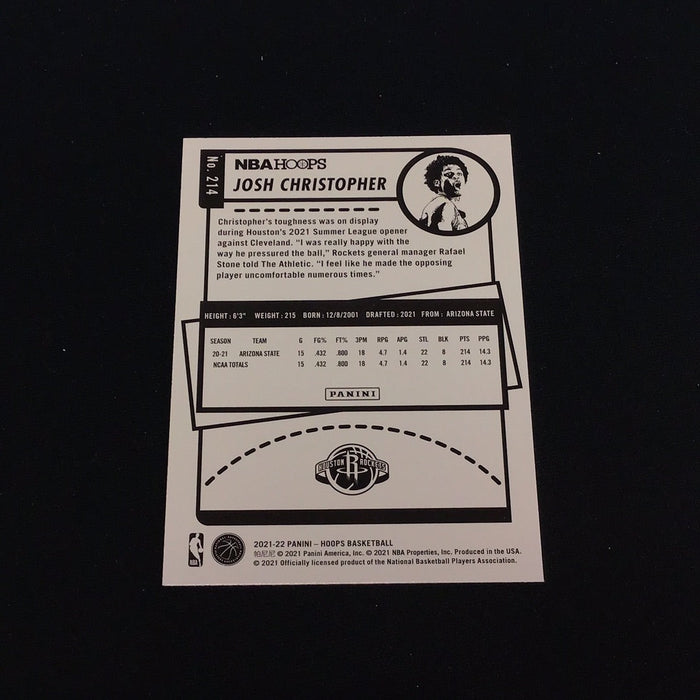 No. 214
NBA HOOPS
JOSH CHRISTOPHER
Christopher's toughness was on display
during Houston's 2021 Summer League opener
against Cleveland. "I was really happy with the
way he pressured the ball," Rockets general manager Rafael
Stone told The Athletic. "I feel like he made the opposing
player uncomfortable numerous times."
HEIGHT: 6'3" WEIGHT: 215 BORN: 12/8/2001 DRAFTED: 2021 FROM: ARIZONA STATE
SEASON TEAM G FG% FT% 3PM RPG APG STL BLK PTS PPG
20-21 ARIZONA STATE 15 .432 .800 18 4.7 1.4 22 8 214 14.3
NCAA TOTALS 15 .432 .800 18 4.7 1.4 22 8 214 14.3
PANINI
HOUSTON R ROCKETS
NBA
2021-22 PANINI – HOOPS BASKETBALL
帕尼尼 © 2021 Panini America, Inc. © 2021 NBA Properties, Inc. Produced in the USA.
© 2021 Officially licensed product of the National Basketball Players Association.